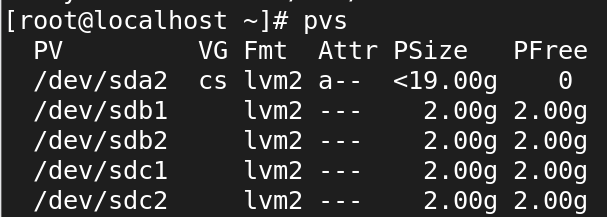 [root@localhost ~]# pvs
PV VG Fmt Attr PSize PFree
/dev/sda2 cs lvm2 a-- <19.00g 0
/dev/sdb1 lvm2 --- 2.00g 2.00g
/dev/sdb2 lvm2 --- 2.00g 2.00g
/dev/sdc1 lvm2 --- 2.00g 2.00g
/dev/sdc2 lvm2 --- 2.00g 2.00g